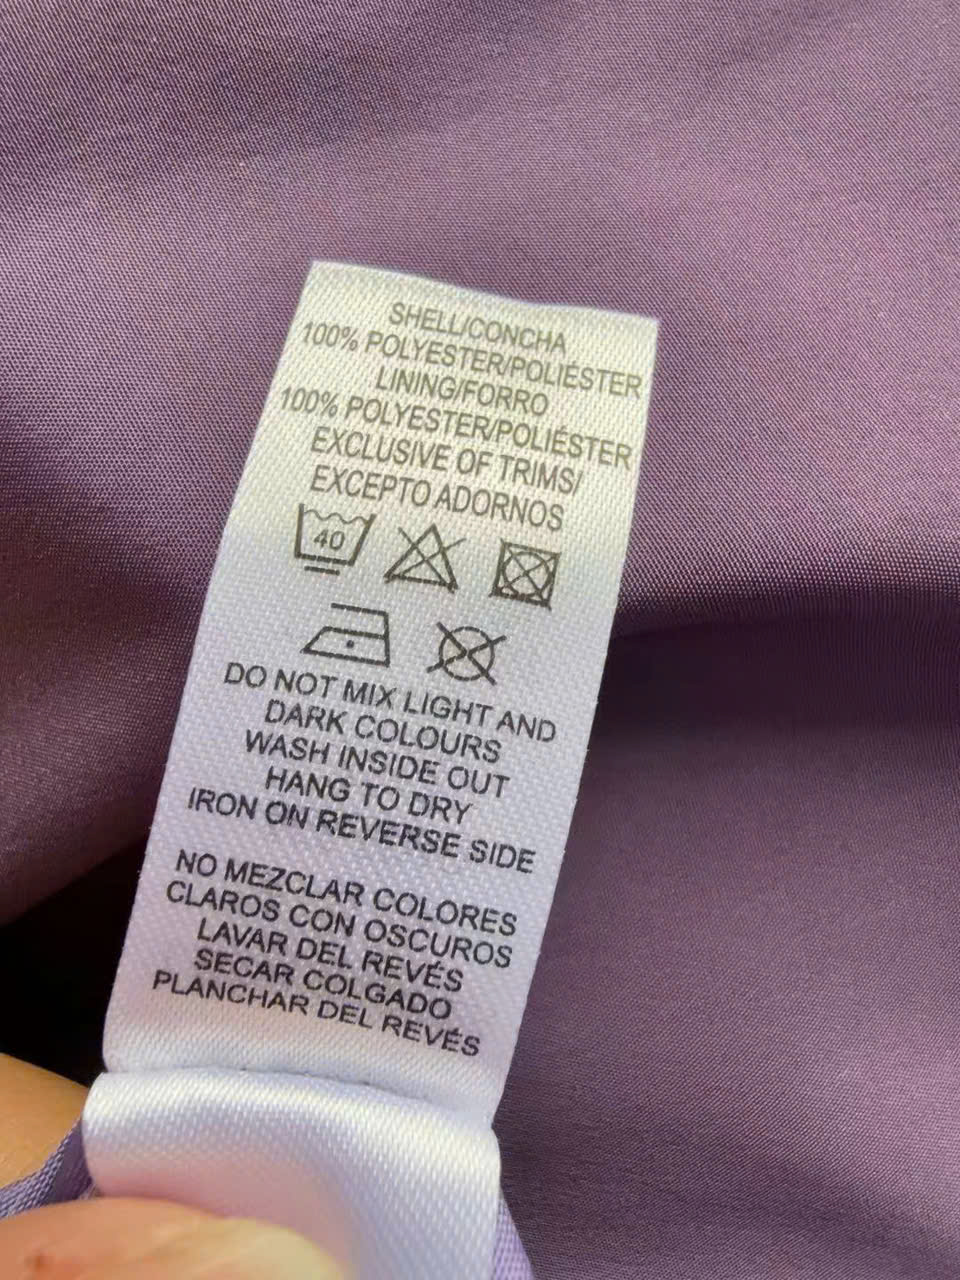 SHELL/CONCHA
100% POLYESTER/POLIÉSTER
LINING/FORRO
100% POLYESTER/POLIÉSTER
EXCLUSIVE OF TRIMS/
EXCEPTO ADORNOS
40
DO NOT MIX LIGHT AND
DARK COLOURS
WASH INSIDE OUT
HANG TO DRY
IRON ON REVERSE SIDE
NO MEZCLAR COLORES
CLAROS CON OSCUROS
LAVAR DEL REVÉS
SECAR COLGADO
PLANCHAR DEL REVÉS